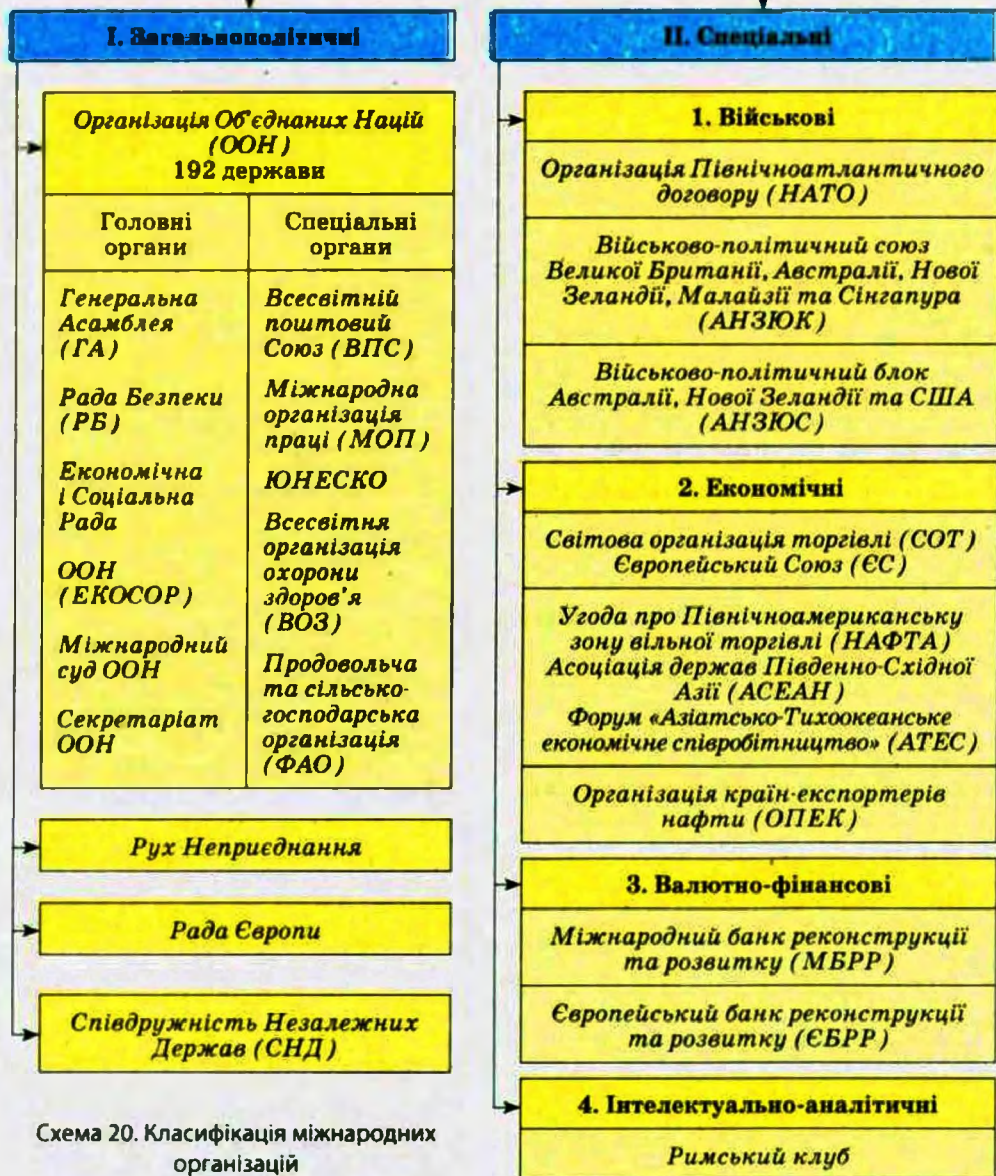 I. Загальнополітичні
Організація Об'єднаних Націй
(ООН)
192 держави
Головні
органи
Генеральна
Асамблея
(ГА)
Рада Безпеки
(РБ)
Економічна
і Соціальна
Рада
ООН
(ЕКОСОР)
Міжнародний
суд ООН
Секретаріат
ООН
Спеціальні
органи
Всесвітній
поштовий
Союз (ВПС)
Міжнародна
організація
праці (МОП)
ЮНЕСКО
Всесвітня
організація
охорони
здоров'я
(ВОЗ)
Продовольча
та сільсько-
господарська
організація
(ФАО)
Рух Неприєднання
Рада Європи
Співдружність Незалежних
Держав (СНД)
Схема 20. Класифікація міжнародних
організацій
II. Спеціальні
1. Військові
Організація Північноатлантичного
договору (НАТО)
Військово-політичний союз
Великої Британії, Австралії, Нової
Зеландії, Малайзії та Сінгапура
(АНЗЮК)
Військово-політичний блок
Австралії, Нової Зеландії та США
(АНЗЮС)
2. Економічні
Світова організація торгівлі (СОТ)
Європейський Союз (ЄС)
Угода про Північноамериканську
зону вільної торгівлі (НАФТА)
Асоціація держав Південно-Східної
Азії (АСЕАН)
Форум «Азіатсько-Тихоокеанське
економічне співробітництво» (АТЕС)
Організація країн-експортерів
нафти (ОПЕК)
3. Валютно-фінансові
Міжнародний банк реконструкції
та розвитку (МБРР)
Європейський банк реконструкції
та розвитку (ЄБРР)
4. Інтелектуально-аналітичні
Римський клуб